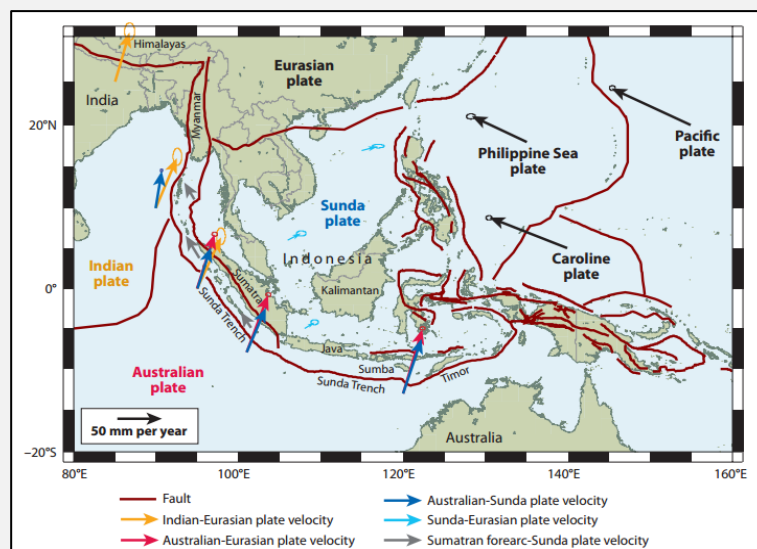 Himalayas
Eurasian
plate
India
Myanmar
20°N
Philippine Sea
plate
Pacific
plate
Sunda
plate
Caroline
plate
Indian
plate
Indonesia
Kalimantan
Sumatra
Sunda Trench
0°
Java
Sumba
Timor
Sunda Trench
Australian
plate
50 mm per year
Australia
–20°S
80°E
100°E
120°E
140°E
160°E
Fault
Indian-Eurasian plate velocity
Australian-Eurasian plate velocity
Australian-Sunda plate velocity
Sunda-Eurasian plate velocity
Sumatran forearc-Sunda plate velocity